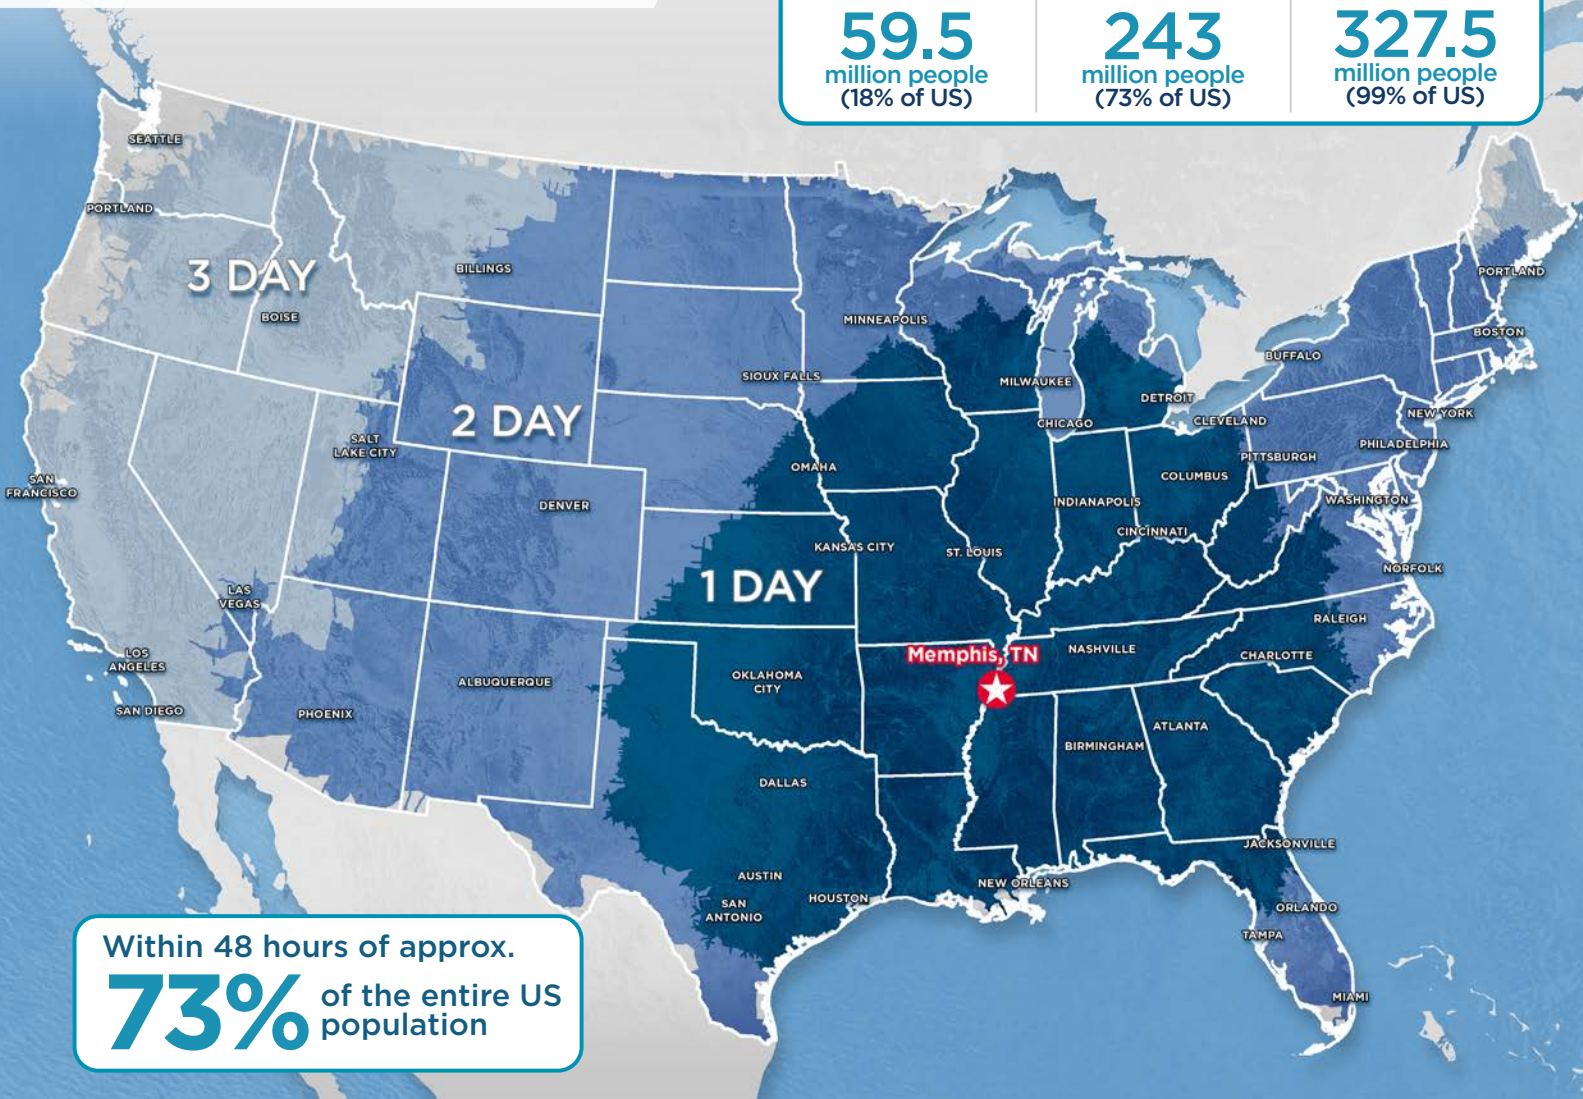 59.5
million people
(18% of US)
243
million people
(73% of US)
327.5
million people
(99% of US)
SEATTLE
PORTLAND
3 DAY
BOISE
BILLINGS
MINNEAPOLIS
SIOUX FALLS
MILWAUKEE
DETROIT
BUFFALO
PORTLAND
BOSTON
2 DAY
SALT
LAKE CITY
OMAHA
CHICAGO
CLEVELAND
NEW YORK
PHILADELPHIA
PITTSBURGH
SAN
FRANCISCO
DENVER
COLUMBUS
INDIANAPOLIS
WASHINGTON
CINCINNATI
KANSAS CITY
ST. LOUIS
NORFOLK
1 DAY
LAS
VEGAS
RALEIGH
LOS
ANGELES
Memphis, TN
NASHVILLE
CHARLOTTE
ALBUQUERQUE
OKLAHOMA
CITY
SAN DIEGO
PHOENIX
ATLANTA
BIRMINGHAM
DALLAS
JACKSONVILLE
AUSTIN
NEW ORLEANS
HOUSTON
SAN
ANTONIO
ORLANDO
TAMPA
MIAMI
Within 48 hours of approx.
73%
of the entire US
population